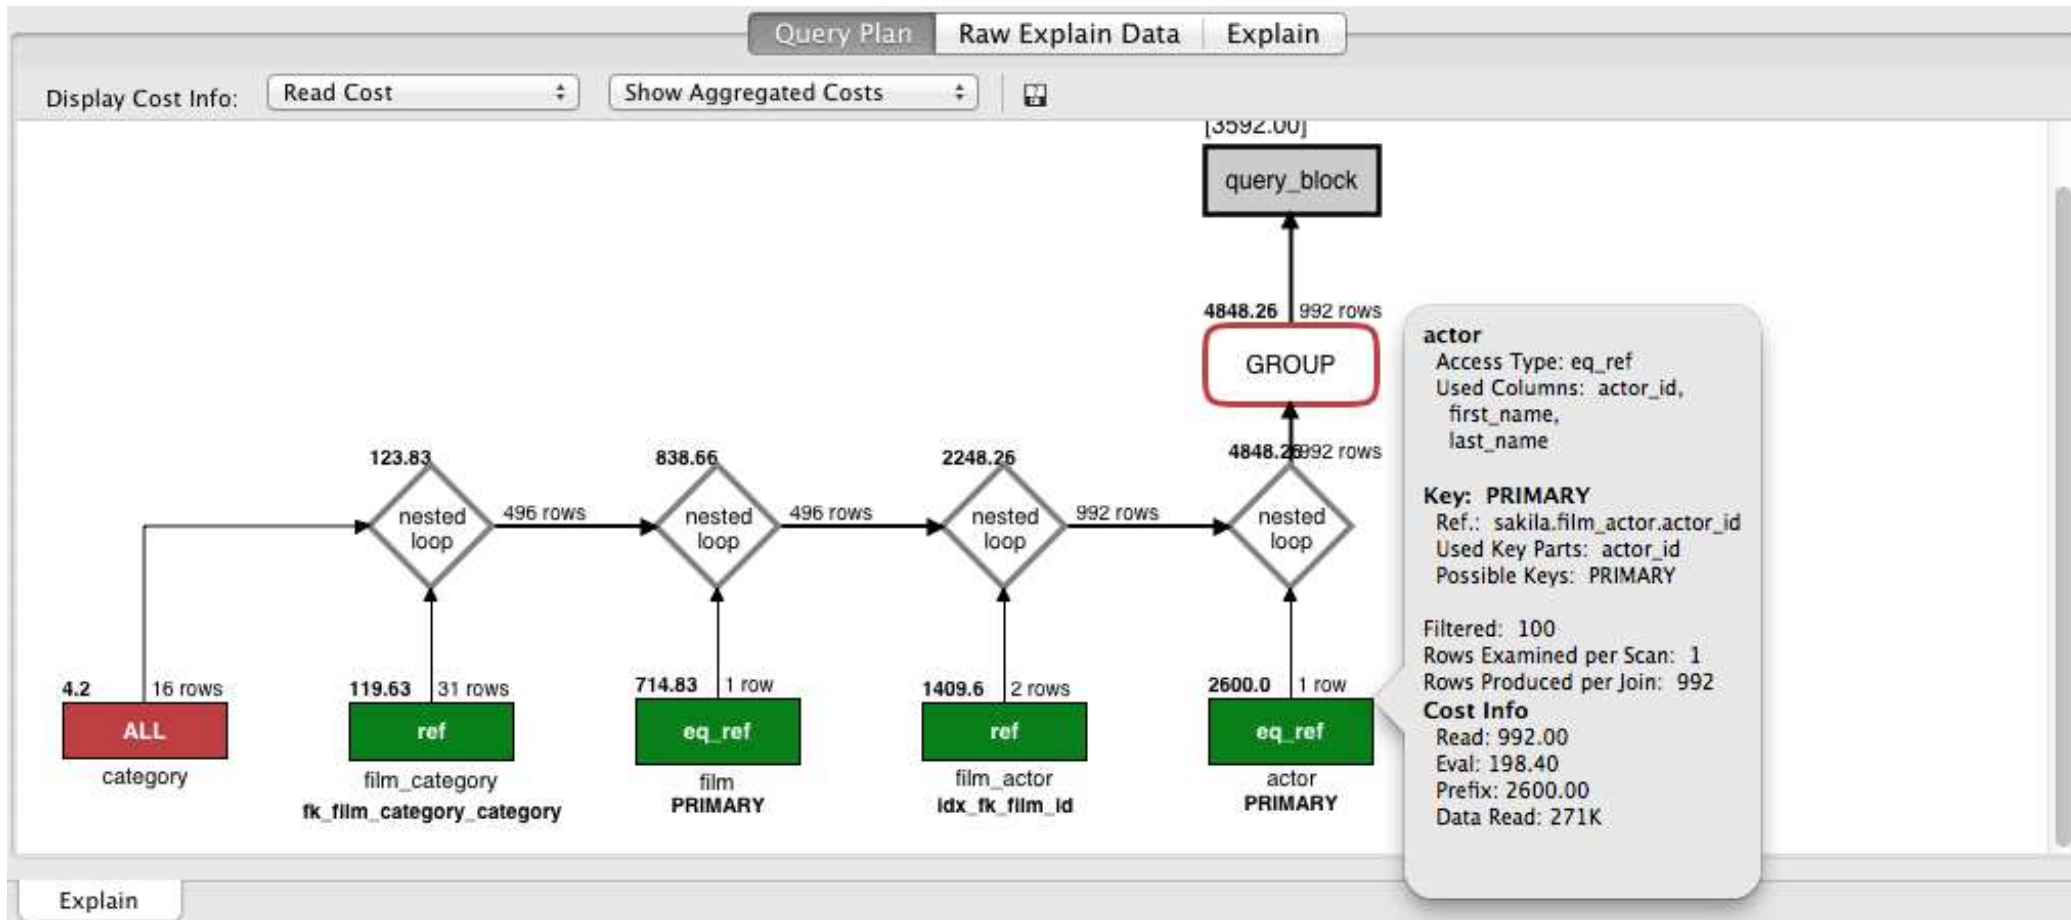 Query Plan
Raw Explain Data
Explain
Display Cost Info:
Read Cost
Show Aggregated Costs
[3592.00]
query_block
4848.26
992 rows
GROUP
4848.26
992 rows
123.83
nested
loop
496 rows
838.66
nested
loop
496 rows
2248.26
nested
loop
992 rows
nested
loop
4.2
16 rows
ALL
category
119.63
31 rows
ref
film_category
fk_film_category_category
714.83
1 row
eq_ref
film
PRIMARY
1409.6
2 rows
ref
film_actor
idx_fk_film_id
2600.0
1 row
eq_ref
actor
PRIMARY
actor
Access Type: eq_ref
Used Columns: actor_id,
first_name,
last_name
Key: PRIMARY
Ref.: sakila.film_actor.actor_id
Used Key Parts: actor_id
Possible Keys: PRIMARY
Filtered: 100
Rows Examined per Scan: 1
Rows Produced per Join: 992
Cost Info
Read: 992.00
Eval: 198.40
Prefix: 2600.00
Data Read: 271K
Explain